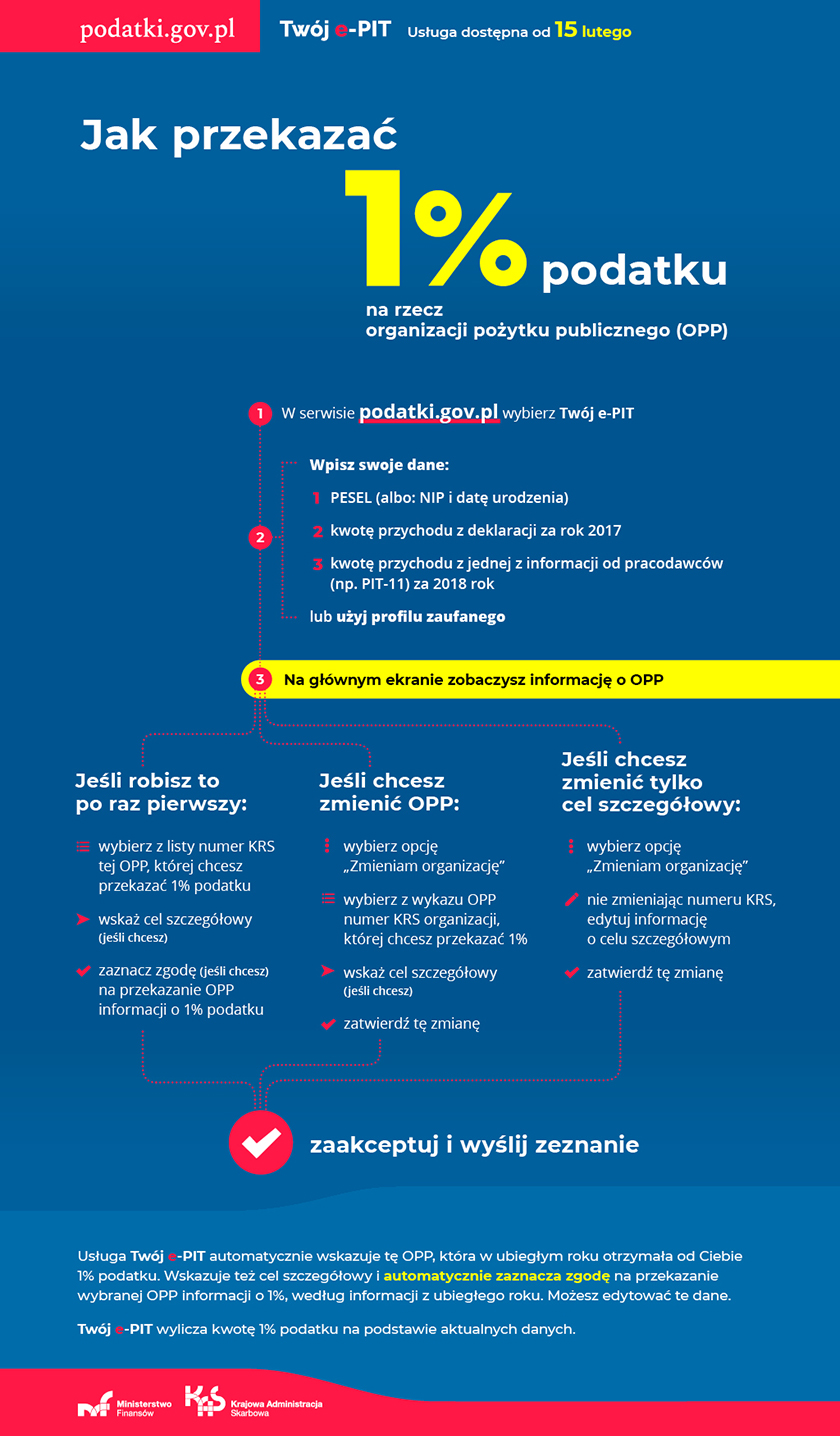 podatki.gov.pl
Twój e-PIT Usługa dostępna od 15 lutego
Jak przekazać
1% podatku
na rzecz
organizacji pożytku publicznego (OPP)
1 W serwisie podatki.gov.pl wybierz Twój e-PIT
2
Wpisz swoje dane:
1 PESEL (albo: NIP i datę urodzenia)
2 kwotę przychodu z deklaracji za rok 2017
3 kwotę przychodu z jednej z informacji od pracodawców
(np. PIT-11) za 2018 rok
lub użyj profilu zaufanego
3 Na głównym ekranie zobaczysz informację o OPP
Jeśli robisz to
po raz pierwszy:
wybierz z listy numer KRS
tej OPP, której chcesz
przekazać 1% podatku
wskaż cel szczegółowy
(jeśli chcesz)
zaznacz zgodę (jeśli chcesz)
na przekazanie OPP
informacji o 1% podatku
Jeśli chcesz
zmienić OPP:
wybierz opcję
„Zmieniam organizację”
wybierz z wykazu OPP
numer KRS organizacji,
której chcesz przekazać 1%
wskaż cel szczegółowy
(jeśli chcesz)
zatwierdź tę zmianę
Jeśli chcesz
zmienić tylko
cel szczegółowy:
wybierz opcję
„Zmieniam organizację”
nie zmieniając numeru KRS,
edytuj informację
o celu szczegółowym
zatwierdź tę zmianę
zaakceptuj i wyślij zeznanie
Usługa Twój e-PIT automatycznie wskazuje tę OPP, która w ubiegłym roku otrzymała od Ciebie
1% podatku. Wskazuje też cel szczegółowy i automatycznie zaznacza zgodę na przekazanie
wybranej OPP informacji o 1%, według informacji z ubiegłego roku. Możesz edytować te dane.
Twój e-PIT wylicza kwotę 1% podatku na podstawie aktualnych danych.
mf Ministerstwo
Finansów
KAS Krajowa Administracja
Skarbowa